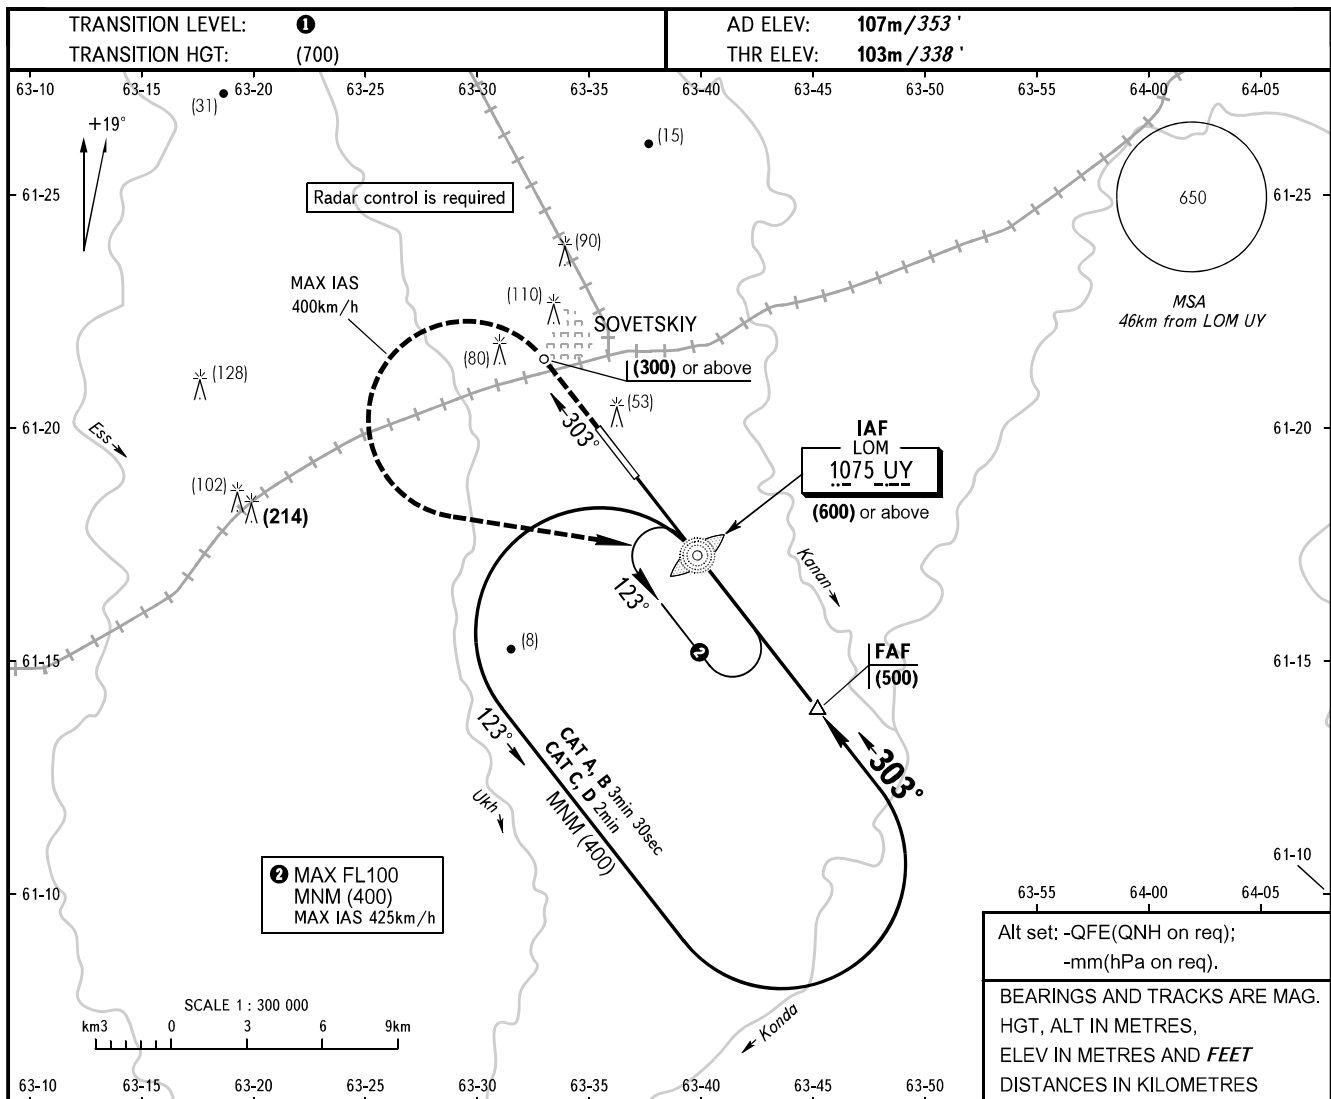 TRANSITION LEVEL: ❶
TRANSITION HGT: (700)
AD ELEV: 107m/353 '
THR ELEV: 103m/338 '
63-10 63-15 63-20 63-25 63-30 63-35 63-40 63-45 63-50 63-55 64-00 64-05
(31)
+19°
(15)
61-25
Radar control is required
650
61-25
(90)
MAX IAS
400km/h
(110)
MSA
46km from LOM UY
SOVETSKIY
(80)
(300) or above
(128)
(53)
303°
61-20
Ess
IAF
LOM
1075 UY
(600) or above
61-20
(102)
(214)
Kanan
123°
(8)
❷
61-15
FAF
(500)
61-15
123°
CAT A, B 3min 30sec
CAT C, D 2min
MNM (400)
303°
Ukh
61-10
❷ MAX FL100
MNM (400)
MAX IAS 425km/h
61-10
63-55 64-00 64-05
Alt set: -QFE(QNH on req);
-mm(hPa on req).
SCALE 1 : 300 000
km3 0 3 6 9km
Konda
BEARINGS AND TRACKS ARE MAG.
HGT, ALT IN METRES,
ELEV IN METRES AND FEET
DISTANCES IN KILOMETRES
63-10 63-15 63-20 63-25 63-30 63-35 63-40 63-45 63-50